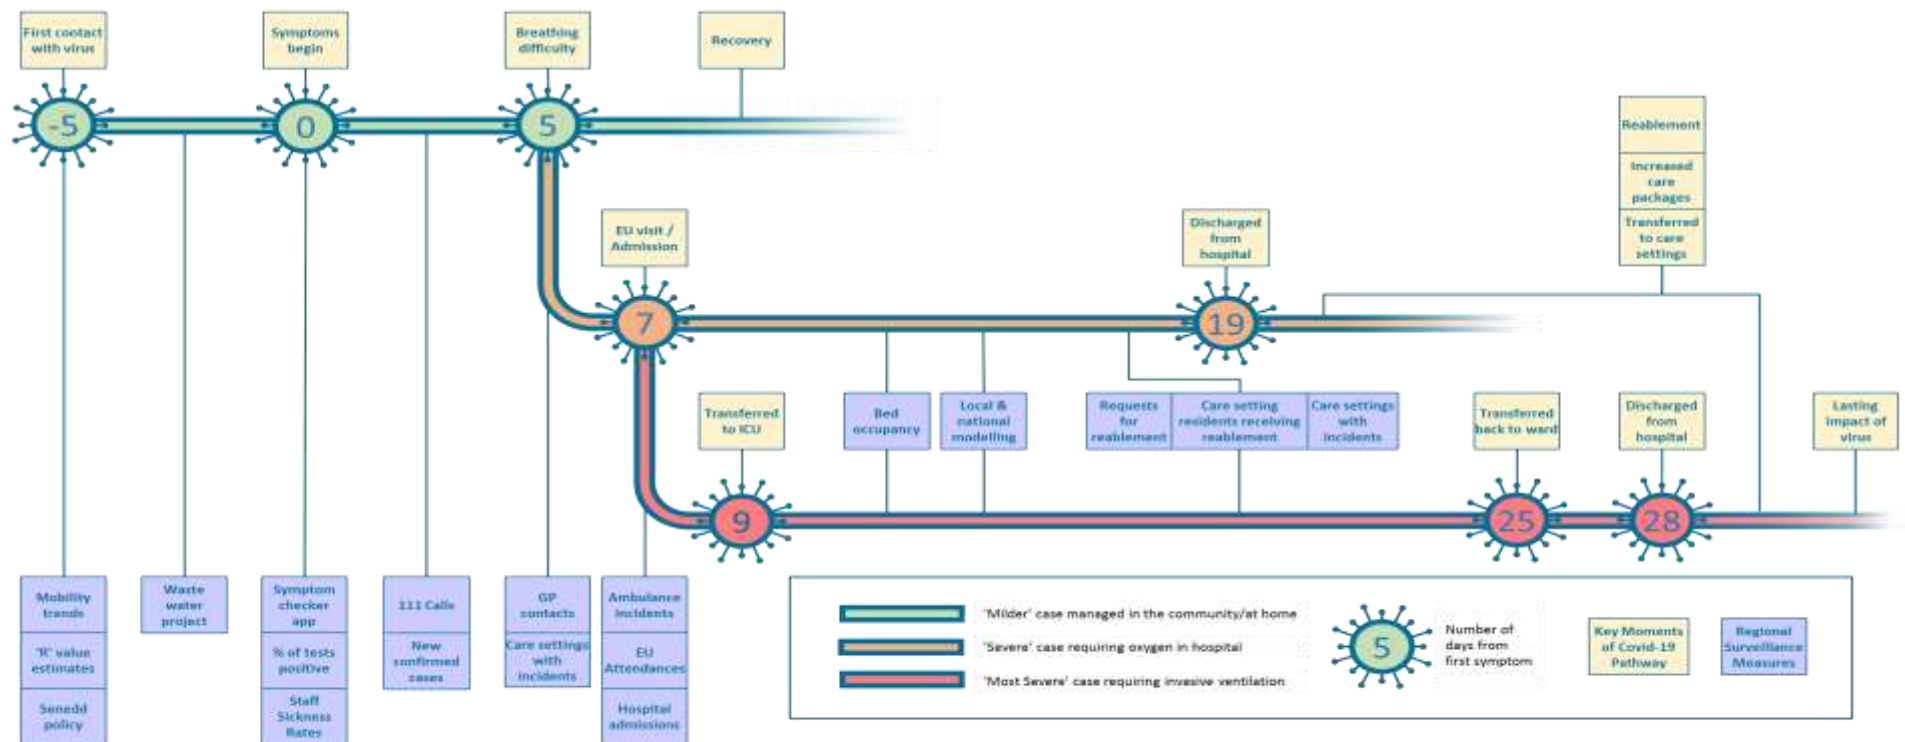 First contact
with virus
Symptoms
begin
Breathing
difficulty
Recovery
-5
0
5
Reablement
Increased
care
packages
Transferred
to care
settings
EU visit /
Admission
Discharged
from
hospital
7
19
Transferred
to ICU
Bed
occupancy
Local &
national
modelling
Requests
for
reablement
Care setting
residents receiving
reablement
Care settings
with
incidents
Transferred
back to ward
Discharged
from
hospital
Lasting
impact of
virus
9
25
28
Mobility
trends
'R' value
estimates
Senedd
policy
Waste
water
project
Symptom
checker
app
% of tests
positive
Staff
Sickness
Rates
111 Calls
New
confirmed
cases
GP
contacts
Care settings
with
incidents
Ambulance
Incidents
EU
Attendances
Hospital
admissions
'Milder' case managed in the community/at home
'Severe' case requiring oxygen in hospital
'Most Severe' case requiring invasive ventilation
5
Number of
days from
first symptom
Key Moments
of Covid-19
Pathway
Regional
Surveillance
Measures